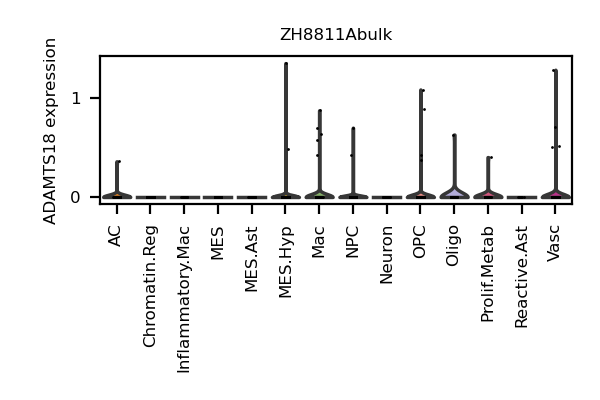 ZH8811Abulk
ADAMTS18 expression
1
0
AC
Chromatin.Reg
Inflammatory.Mac
MES
MES.Ast
MES.Hyp
Mac
NPC
Neuron
OPC
Oligo
Prolif.Metab
Reactive.Ast
Vasc